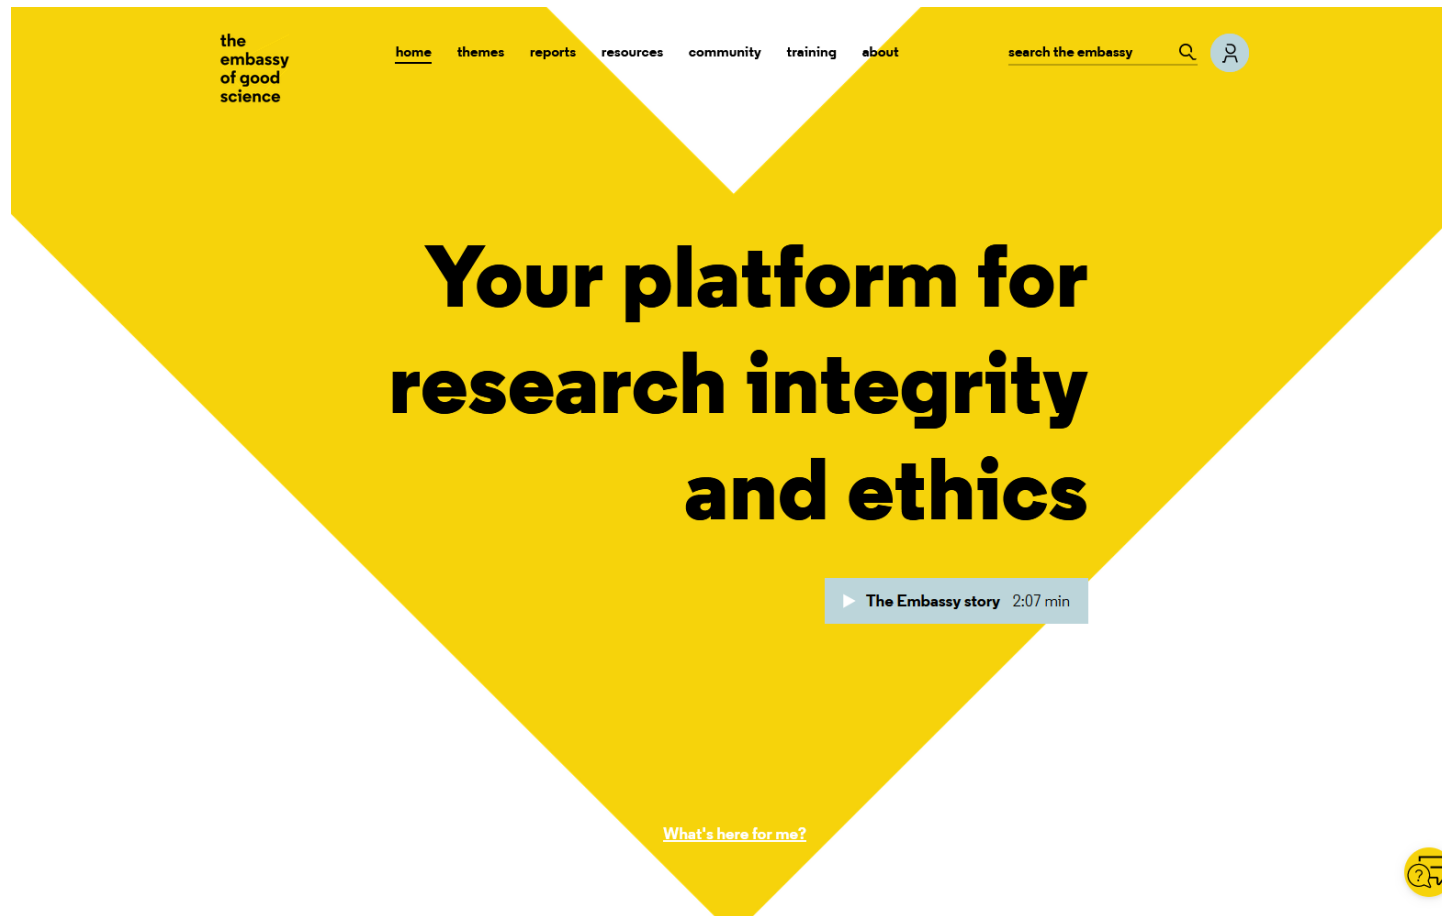 the
embassy
of good
science
home themes reports resources community training about
search the embassy
Your platform for
research integrity
and ethics
The Embassy story 2:07 min
What's here for me?
?